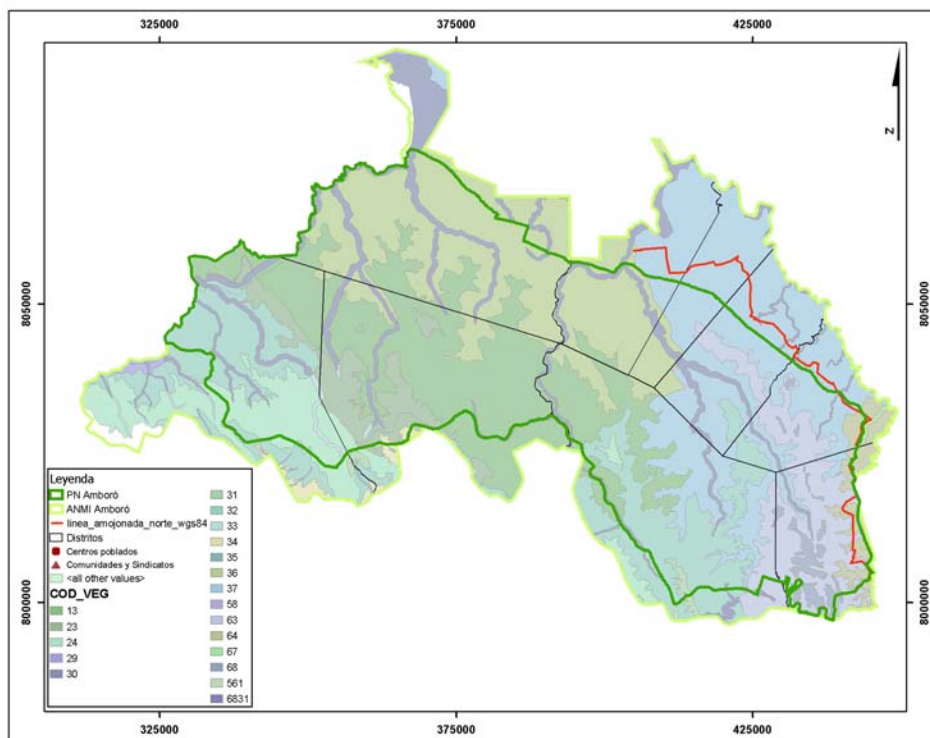 325000 375000 425000
N
8050000 8050000
8000000 8000000
Leyenda
PN Amboró
ANMI Amboró
linea_amojonada_norte_wgs84
Distritos
Centros poblados
Comunidades y Sindicatos
<all other values>
COD_VEG
13
23
24
29
30
31
32
33
34
35
36
37
58
63
64
67
68
561
6831
325000 375000 425000